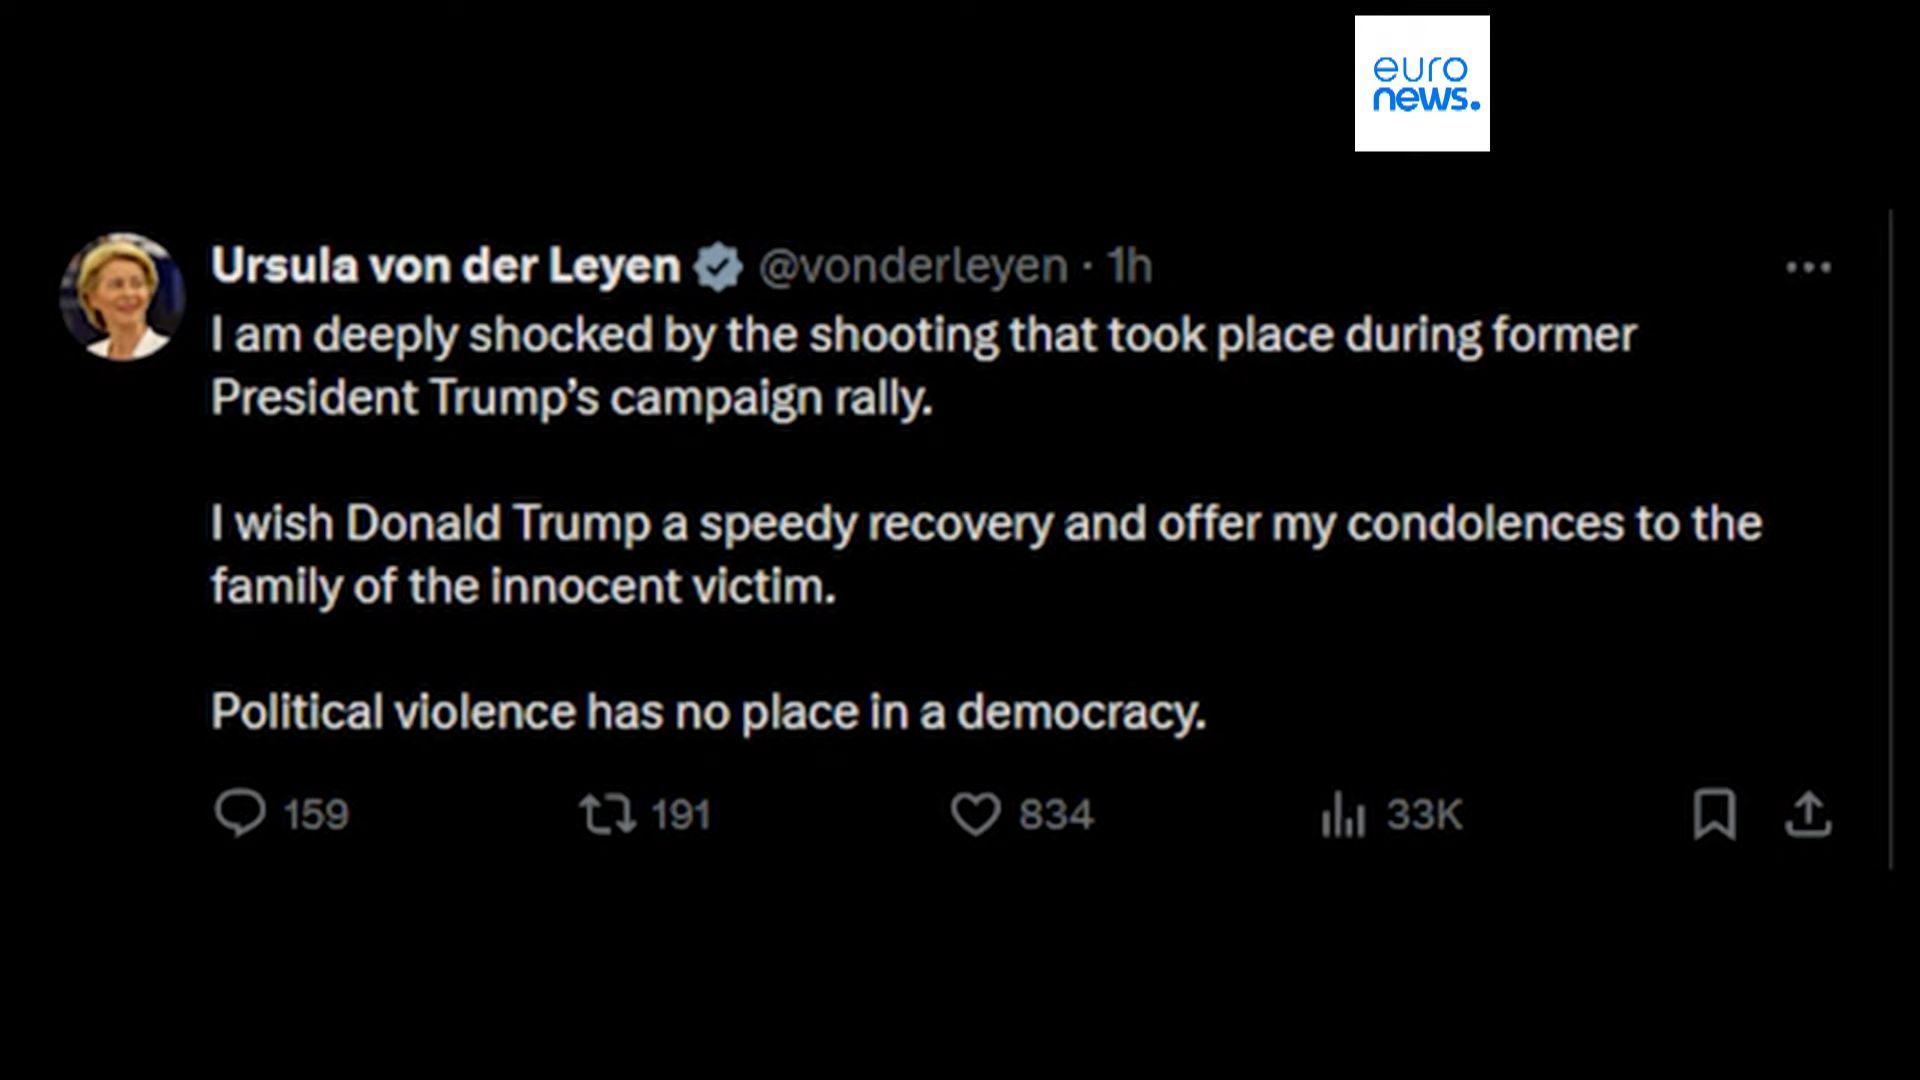 euro
news.
Ursula von der Leyen @vonderleyen · 1h
I am deeply shocked by the shooting that took place during former
President Trump’s campaign rally.
I wish Donald Trump a speedy recovery and offer my condolences to the
family of the innocent victim.
Political violence has no place in a democracy.
159 191 834 33K